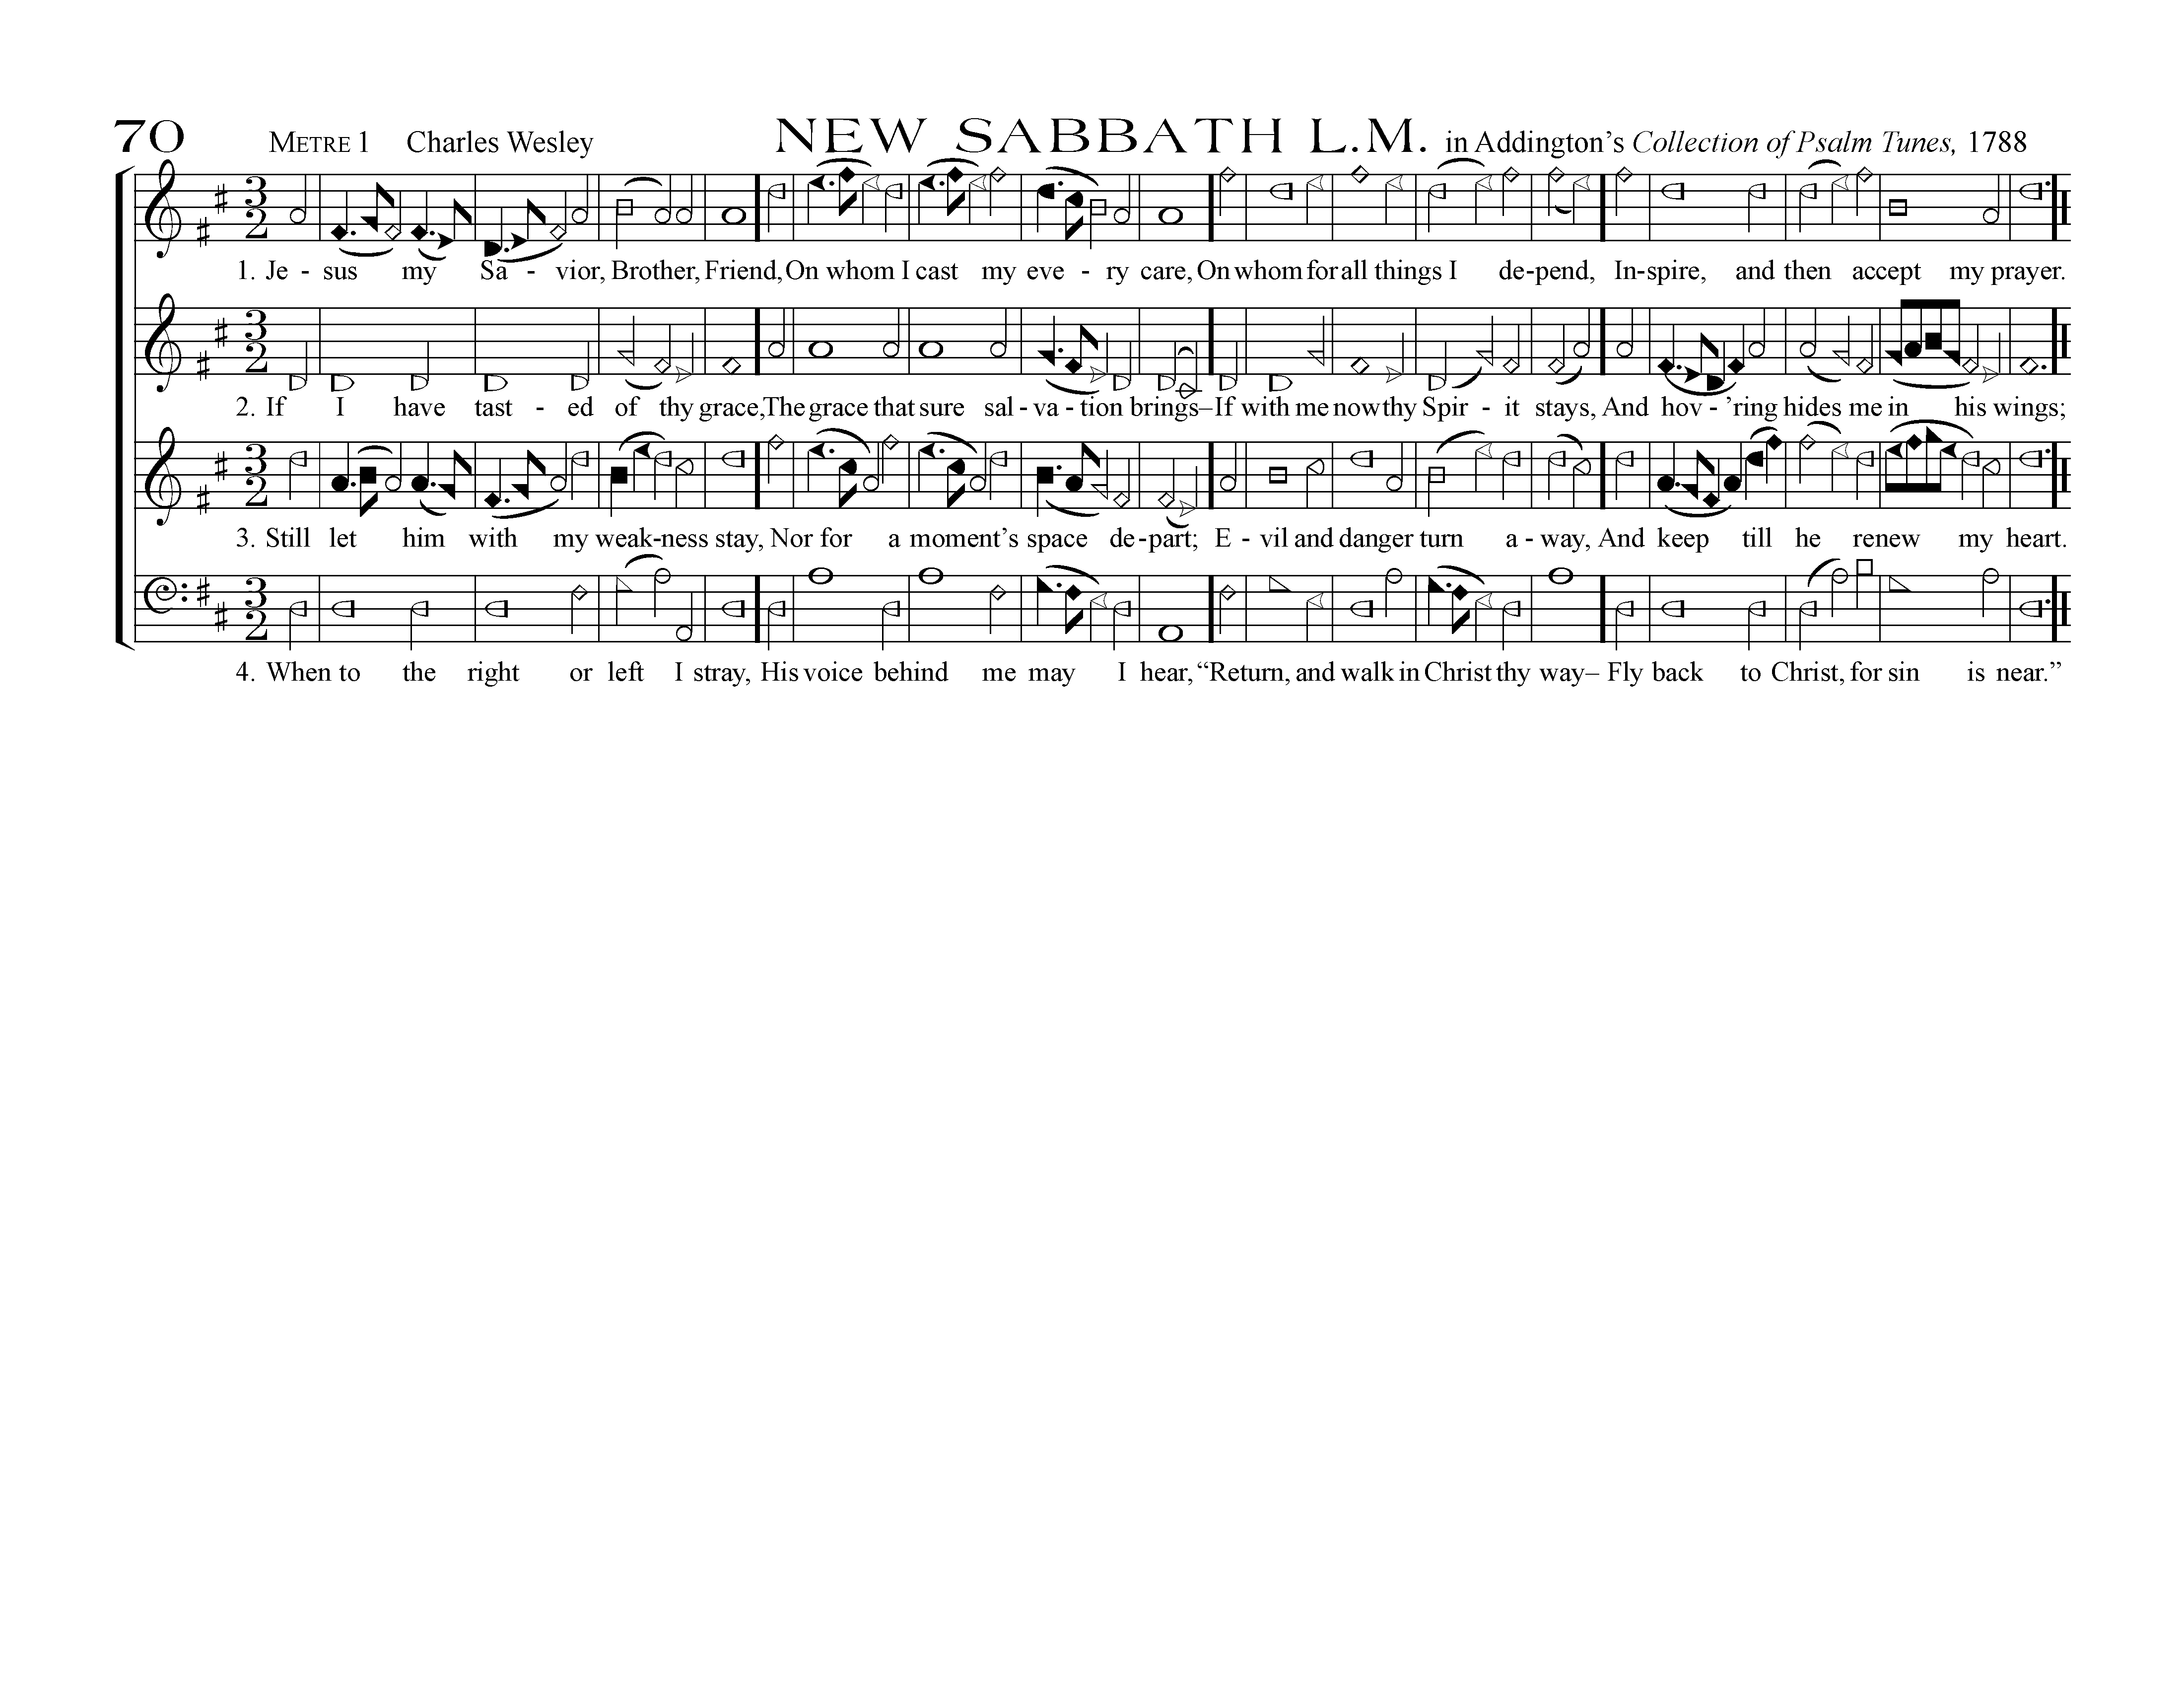 70 METRE 1 Charles Wesley NEW SABBATH L.M. in Addington’s Collection of Psalm Tunes, 1788
1. Je - sus my Sa - vior, Brother, Friend, On whom I cast my eve - ry care, On whom for all things I de-pend, In-spire, and then accept my prayer.
2. If I have tast - ed of thy grace, The grace that sure sal - va - tion brings– If with me now thy Spir - it stays, And hov - ’ring hides me in his wings;
3. Still let him with my weak-ness stay, Nor for a moment’s space de-part; E - vil and danger turn a - way, And keep till he renew my heart.
4. When to the right or left I stray, His voice behind me may I hear, “Return, and walk in Christ thy way– Fly back to Christ, for sin is near.”